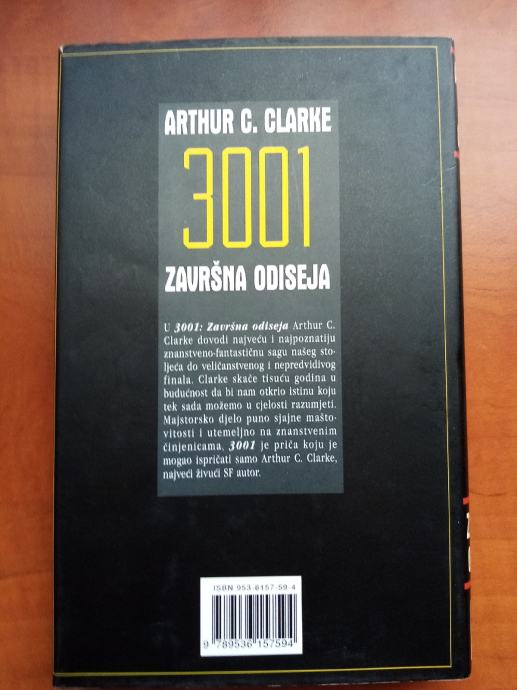 ARTHUR C. CLARKE
3001
ZAVRŠNA ODISEJA
U 3001: Završna odiseja Arthur C.
Clarke dovodi najveću i najpoznatiju
znanstveno-fantastičnu sagu našeg sto-
ljeća do veličanstvenog i nepredvidivog
finala. Clarke skače tisuću godina u
budućnost da bi nam otkrio istinu koju
tek sada možemo u cjelosti razumjeti.
Majstorsko djelo puno sjajne mašto-
vitosti i utemeljno na znanstvenim
činjenicama, 3001 je priča koju je
mogao ispričati samo Arthur C. Clarke,
najveći živući SF autor.
ISBN 953-6157-59-4
9 789536 157594